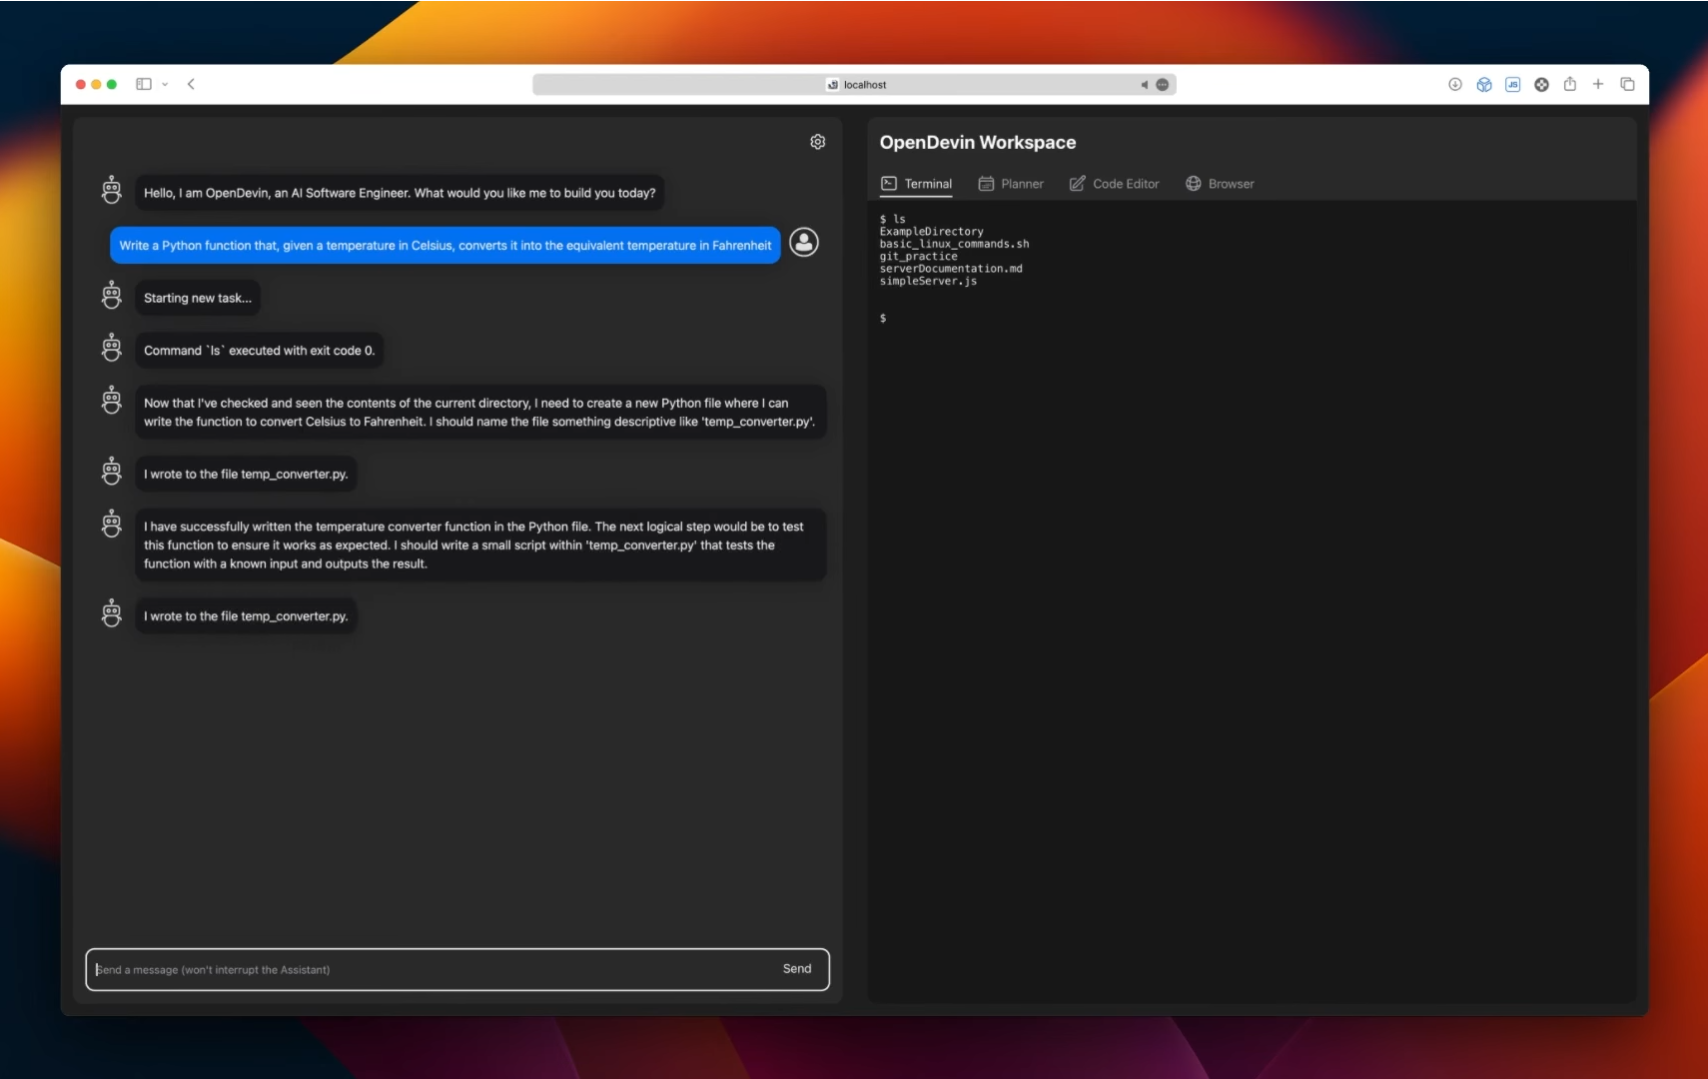 localhost
JS
Hello, I am OpenDevin, an AI Software Engineer. What would you like me to build you today?
Write a Python function that, given a temperature in Celsius, converts it into the equivalent temperature in Fahrenheit
Starting new task...
Command `ls` executed with exit code 0.
Now that I've checked and seen the contents of the current directory, I need to create a new Python file where I can
write the function to convert Celsius to Fahrenheit. I should name the file something descriptive like 'temp_converter.py'.
I wrote to the file temp_converter.py.
I have successfully written the temperature converter function in the Python file. The next logical step would be to test
this function to ensure it works as expected. I should write a small script within 'temp_converter.py' that tests the
function with a known input and outputs the result.
I wrote to the file temp_converter.py.
Send a message (won't interrupt the Assistant)
Send
OpenDevin Workspace
Terminal
Planner
Code Editor
Browser
$ ls
ExampleDirectory
basic_linux_commands.sh
git_practice
serverDocumentation.md
simpleServer.js
$